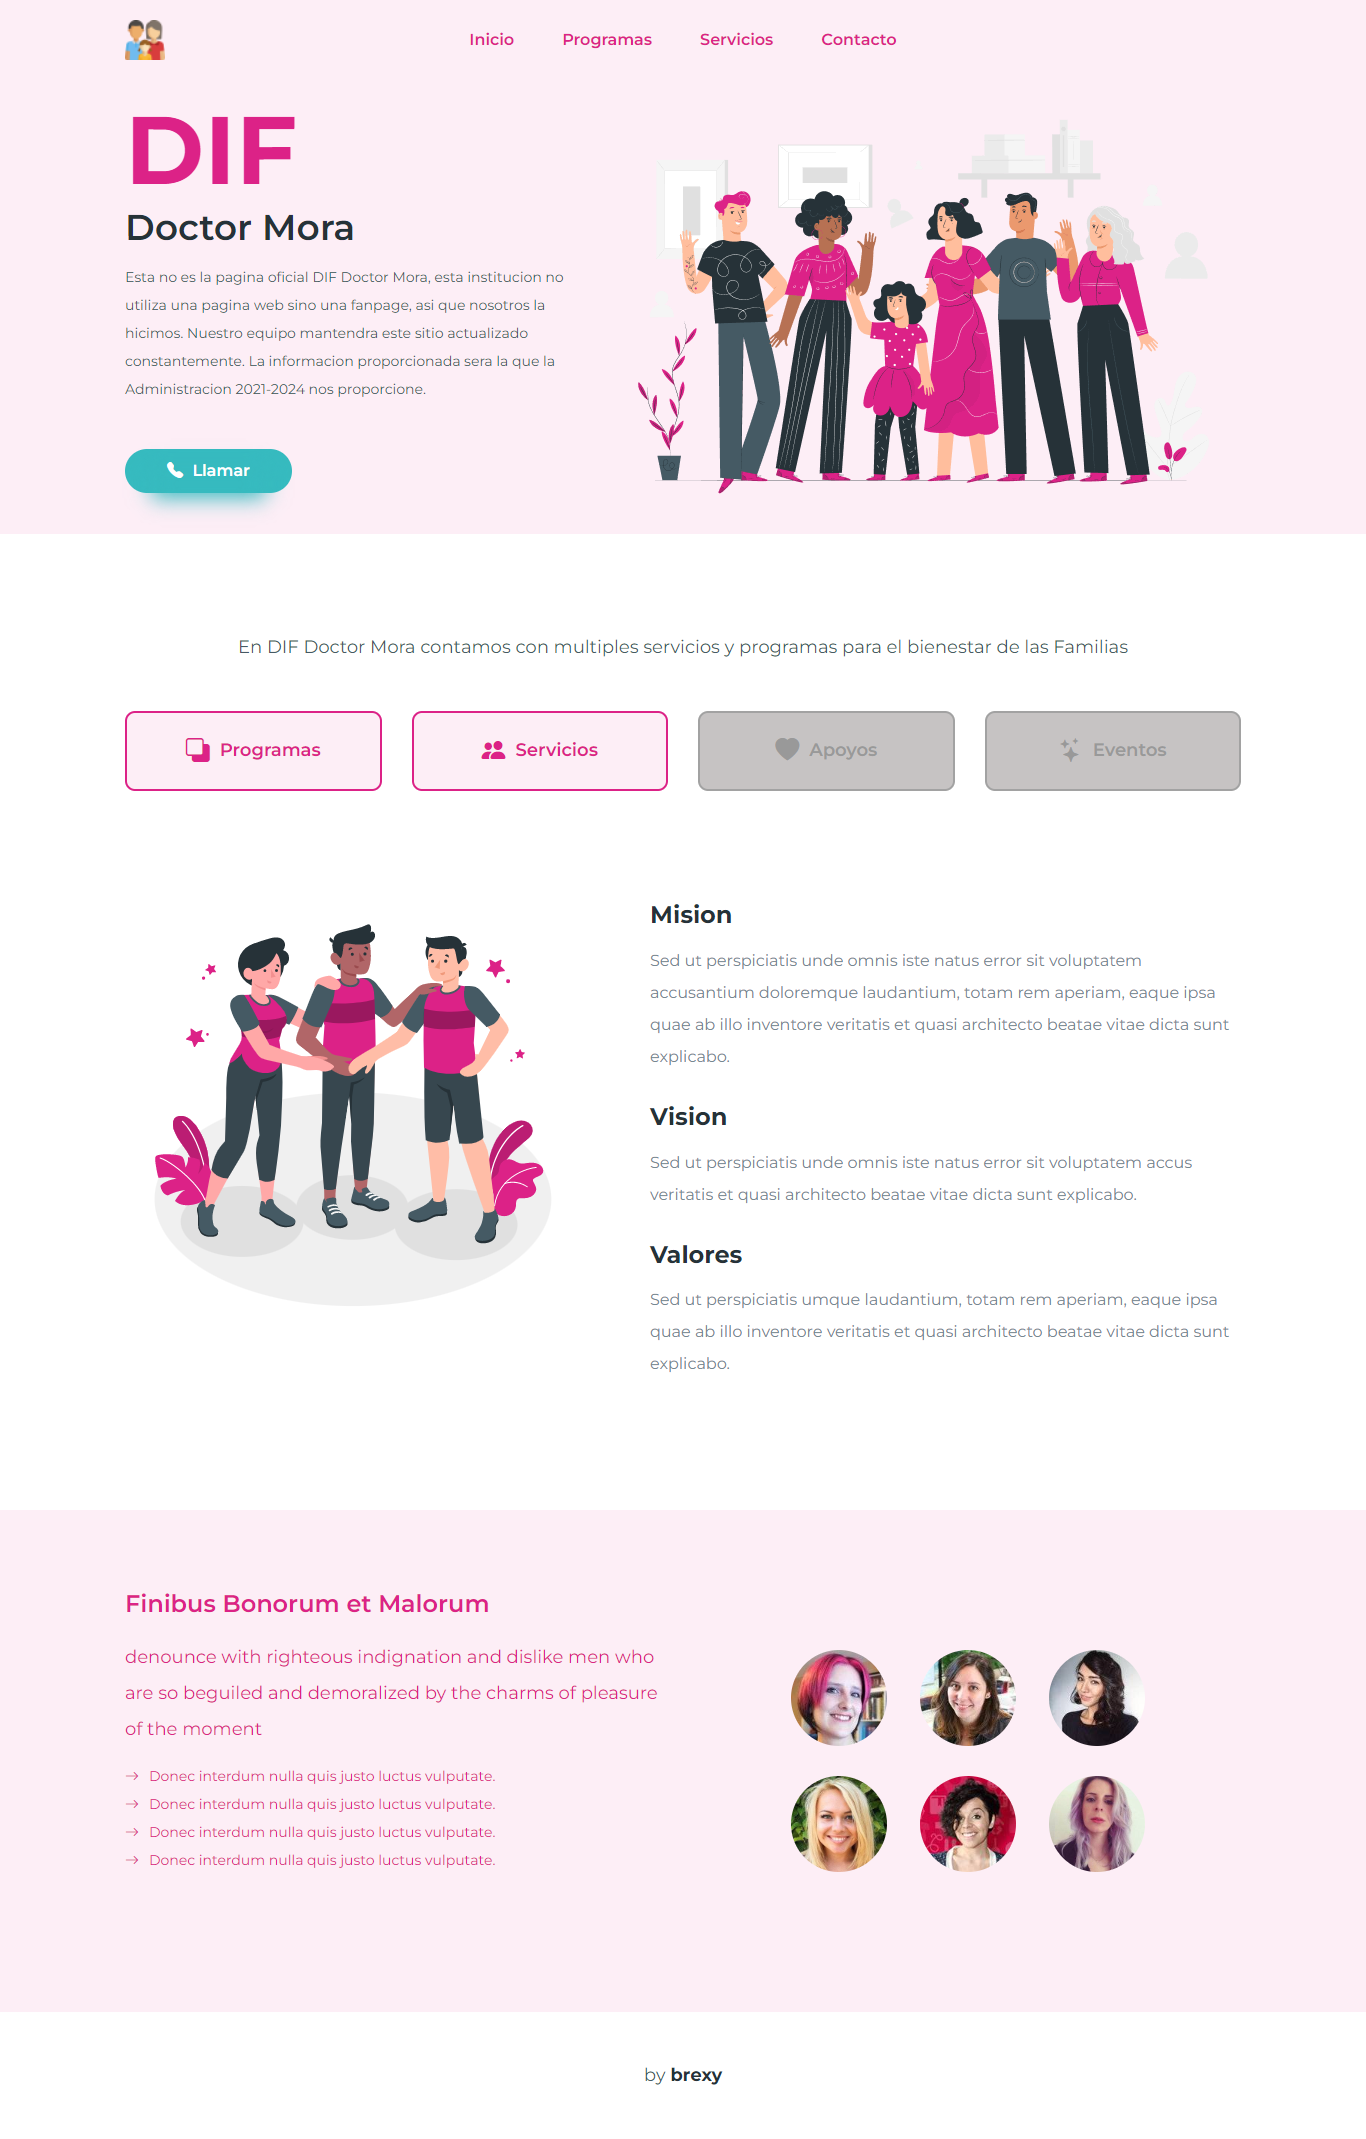 Inicio
Programas
Servicios
Contacto
DIF
Doctor Mora
Esta no es la pagina oficial DIF Doctor Mora, esta institucion no
utiliza una pagina web sino una fanpage, asi que nosotros la
hicimos. Nuestro equipo mantendra este sitio actualizado
constantemente. La informacion proporcionada sera la que la
Administracion 2021-2024 nos proporcione.
Llamar
En DIF Doctor Mora contamos con multiples servicios y programas para el bienestar de las Familias
Programas
Servicios
Apoyos
Eventos
Mision
Sed ut perspiciatis unde omnis iste natus error sit voluptatem
accusantium doloremque laudantium, totam rem aperiam, eaque ipsa
quae ab illo inventore veritatis et quasi architecto beatae vitae dicta sunt
explicabo.
Vision
Sed ut perspiciatis unde omnis iste natus error sit voluptatem accus
veritatis et quasi architecto beatae vitae dicta sunt explicabo.
Valores
Sed ut perspiciatis umque laudantium, totam rem aperiam, eaque ipsa
quae ab illo inventore veritatis et quasi architecto beatae vitae dicta sunt
explicabo.
Finibus Bonorum et Malorum
denounce with righteous indignation and dislike men who
are so beguiled and demoralized by the charms of pleasure
of the moment
→ Donec interdum nulla quis justo luctus vulputate.
→ Donec interdum nulla quis justo luctus vulputate.
→ Donec interdum nulla quis justo luctus vulputate.
→ Donec interdum nulla quis justo luctus vulputate.
by brexy